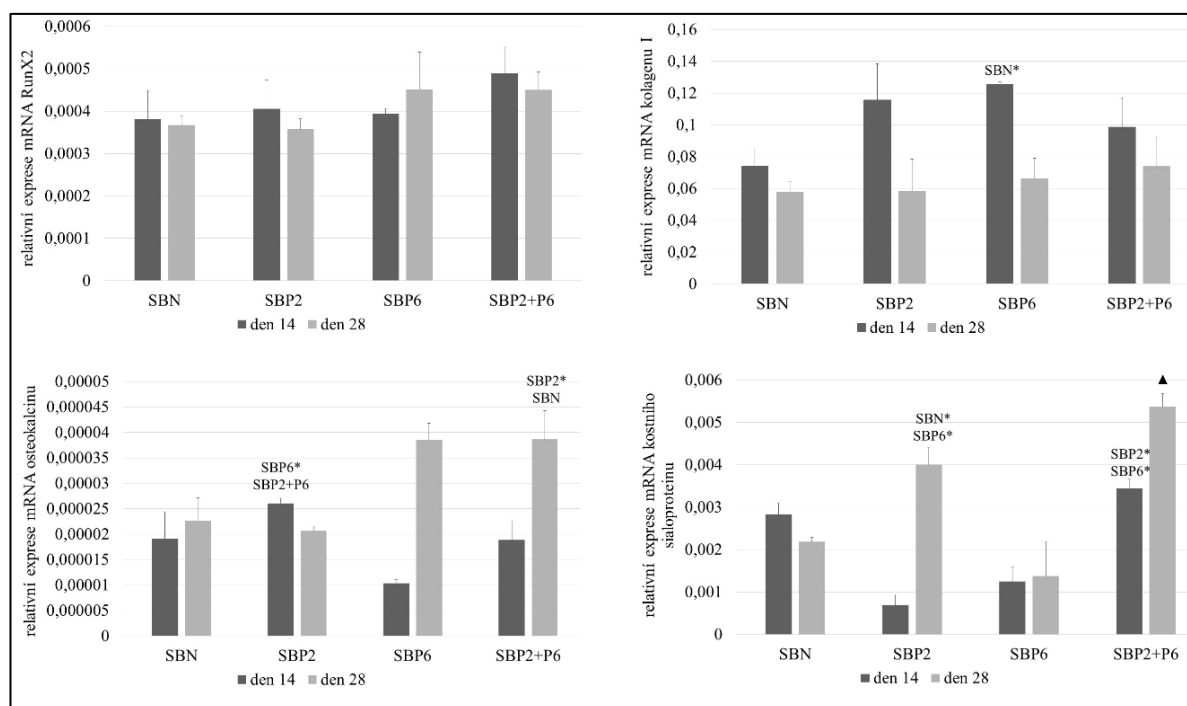 relativní exprese mRNA RunX2
0,0006
0,0005
0,0004
0,0003
0,0002
0,0001
0
SBN SBP2 SBP6 SBP2+P6
den 14 den 28
relativní exprese mRNA kolagenu I
0,16
0,14
0,12
0,1
0,08
0,06
0,04
0,02
0
SBN*
SBN SBP2 SBP6 SBP2+P6
den 14 den 28
relativní exprese mRNA osteokalcinu
0,00005
0,000045
0,00004
0,000035
0,00003
0,000025
0,00002
0,000015
0,00001
0,000005
0
SBP6*
SBP2+P6
SBP2*
SBN
SBN SBP2 SBP6 SBP2+P6
den 14 den 28
relativní exprese mRNA kostního
sialoproteinu
0,006
0,005
0,004
0,003
0,002
0,001
0
SBN*
SBP6*
▲
SBP2*
SBP6*
SBN SBP2 SBP6 SBP2+P6
den 14 den 28